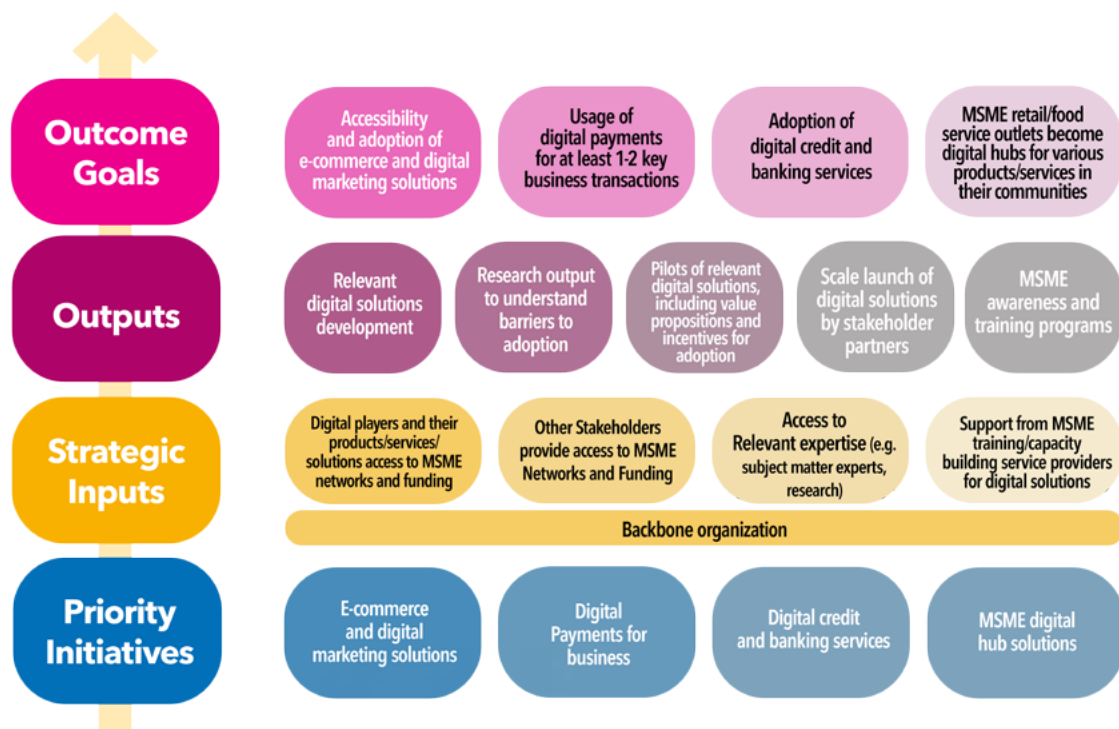 Outcome
Goals
Accessibility
and adoption of
e-commerce and digital
marketing solutions
Usage of
digital payments
for at least 1-2 key
business transactions
Adoption of
digital credit and
banking services
MSME retail/food
service outlets become
digital hubs for various
products/services in
their communities
Outputs
Relevant
digital solutions
development
Research output
to understand
barriers to
adoption
Pilots of relevant
digital solutions,
including value
propositions and
incentives for
adoption
Scale launch of
digital solutions
by stakeholder
partners
MSME
awareness and
training programs
Strategic
Inputs
Digital players and their
products/services/
solutions access to MSME
networks and funding
Other Stakeholders
provide access to MSME
Networks and Funding
Access to
Relevant expertise (e.g.
subject matter experts,
research)
Support from MSME
training/capacity
building service providers
for digital solutions
Backbone organization
Priority
Initiatives
E-commerce
and digital
marketing solutions
Digital
Payments for
business
Digital credit
and banking services
MSME digital
hub solutions